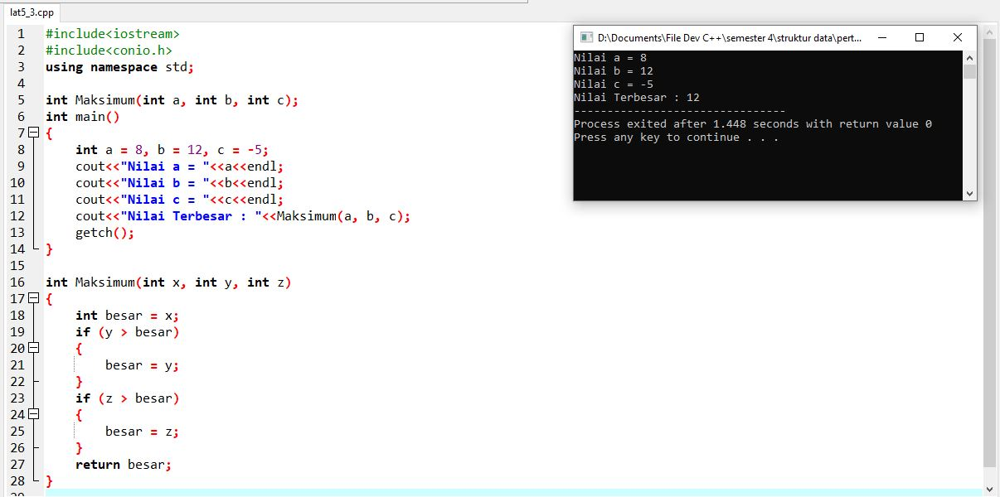 lat5_3.cpp
1 #include<iostream>
2 #include<conio.h>
3 using namespace std;
4
5 int Maksimum(int a, int b, int c);
6 int main()
7 {
8 int a = 8, b = 12, c = -5;
9 cout<<"Nilai a = "<<a<<endl;
10 cout<<"Nilai b = "<<b<<endl;
11 cout<<"Nilai c = "<<c<<endl;
12 cout<<"Nilai Terbesar : "<<Maksimum(a, b, c);
13 getch();
14 }
15
16 int Maksimum(int x, int y, int z)
17 {
18 int besar = x;
19 if (y > besar)
20 {
21 besar = y;
22 }
23 if (z > besar)
24 {
25 besar = z;
26 }
27 return besar;
28 }
29
D:\Documents\File Dev C++\semester 4\struktur data\pert...
Nilai a = 8
Nilai b = 12
Nilai c = -5
Nilai Terbesar : 12
--------------------------------
Process exited after 1.448 seconds with return value 0
Press any key to continue . . .